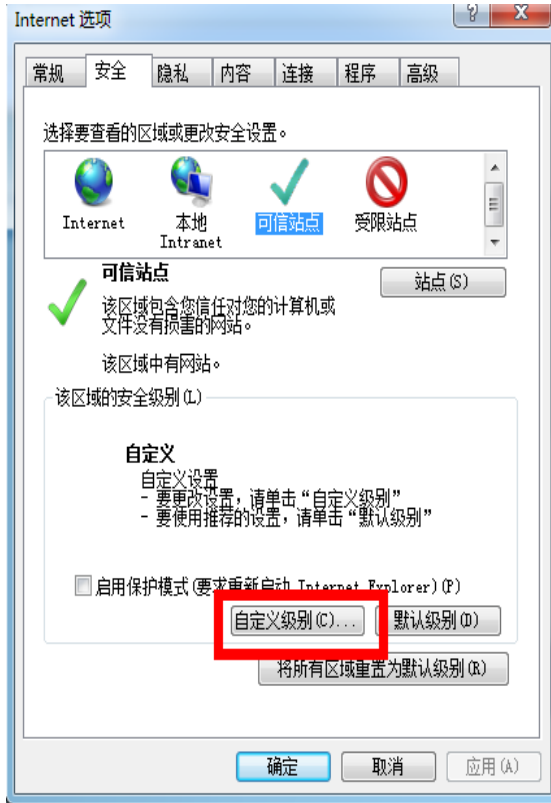 Internet 选项
常规 安全 隐私 内容 连接 程序 高级
选择要查看的区域或更改安全设置。
Internet 本地 Intranet 可信站点 受限站点
可信站点
站点(S)
该区域包含您信任对您的计算机或
文件没有损害的网站。
该区域中有网站。
该区域的安全级别(L)
自定义
自定义设置
- 要更改设置，请单击“自定义级别”
- 要使用推荐的设置，请单击“默认级别”
启用保护模式(要求重新启动 Internet Explorer)(P)
自定义级别(C)... 默认级别(D)
将所有区域重置为默认级别(R)
确定 取消 应用(A)